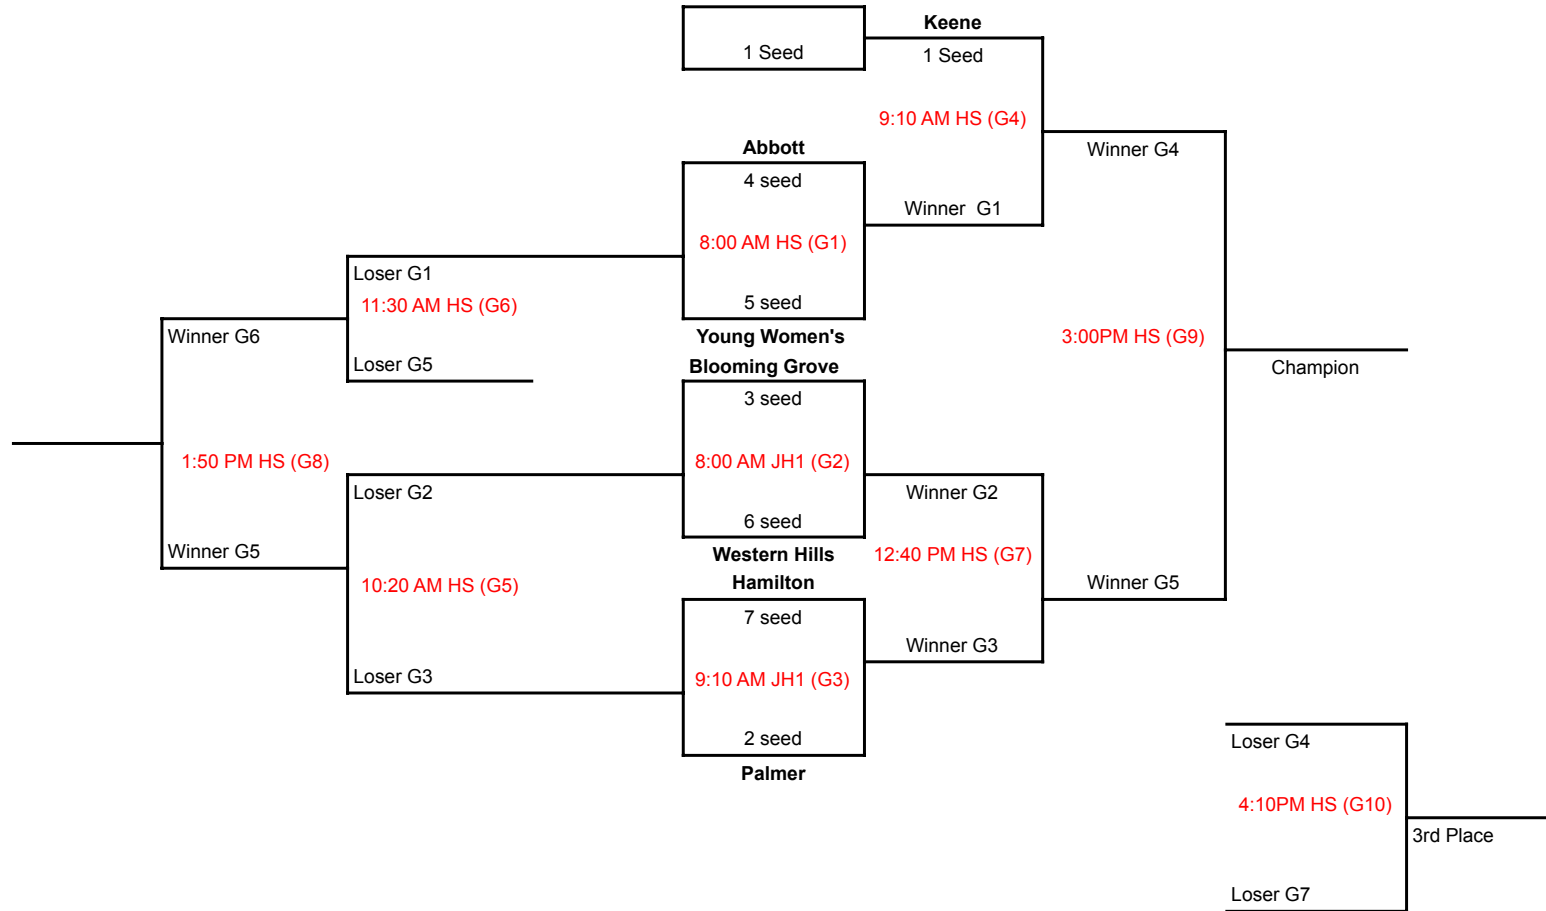 Keene
1 Seed
1 Seed
9:10 AM HS (G4)
Abbott
Winner G4
4 seed
Winner  G1
8:00 AM HS (G1)
Loser G1
11:30 AM HS (G6)
5 seed
Winner G6
Young Women's
3:00PM HS (G9)
Loser G5
Blooming Grove
Champion
3 seed
1:50 PM HS (G8)
8:00 AM JH1 (G2)
Loser G2
Winner G2
6 seed
Winner G5
Western Hills
12:40 PM HS (G7)
10:20 AM HS (G5)
Hamilton
Winner G5
7 seed
Winner G3
Loser G3
9:10 AM JH1 (G3)
2 seed
Loser G4
Palmer
4:10PM HS (G10)
3rd Place
Loser G7